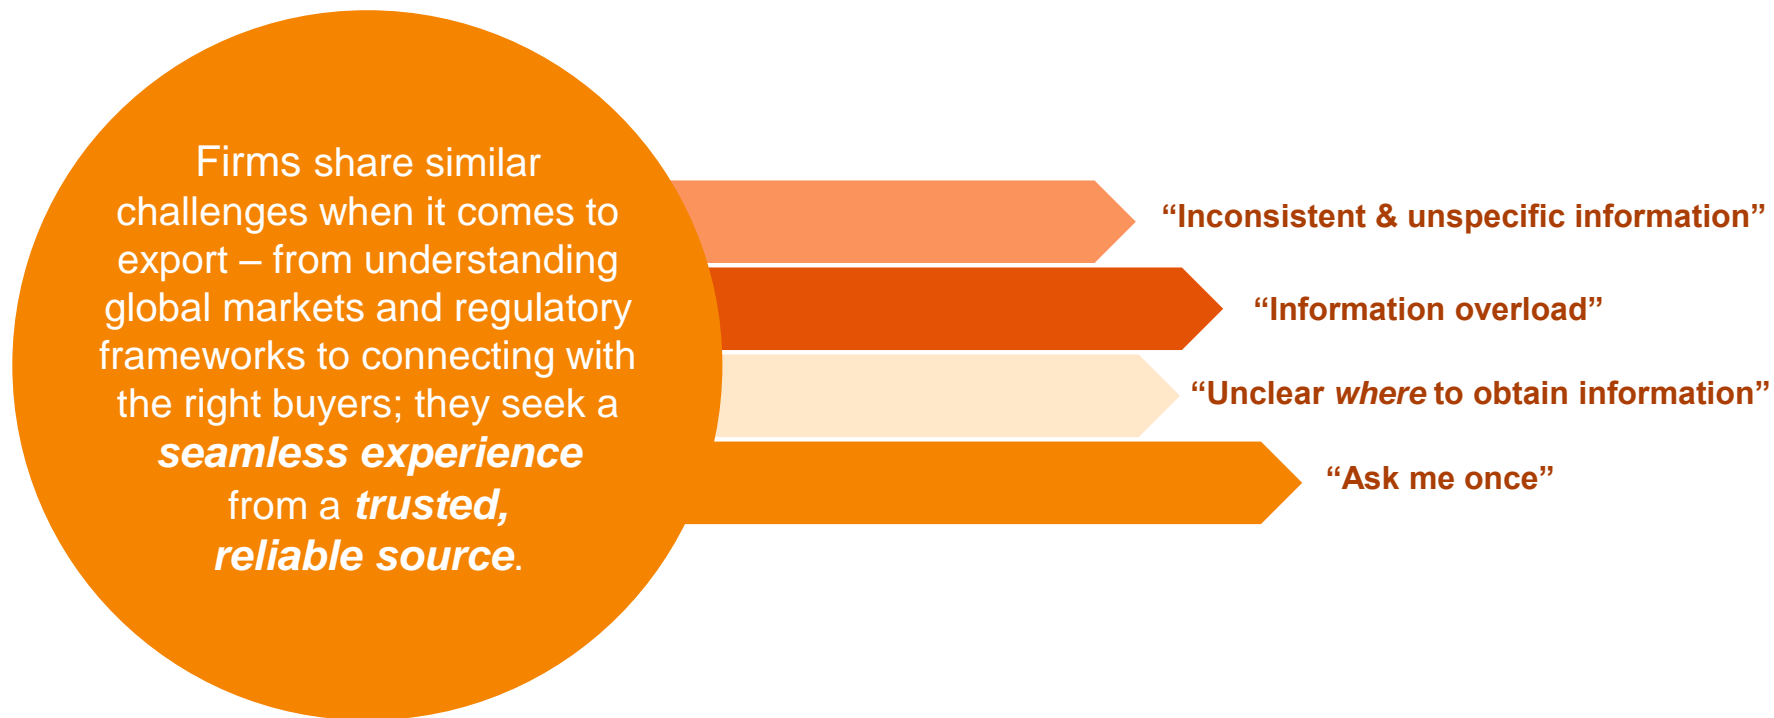 Firms share similar
challenges when it comes to
export – from understanding
global markets and regulatory
frameworks to connecting with
the right buyers; they seek a
seamless experience
from a trusted,
reliable source.
“Inconsistent & unspecific information”
“Information overload”
“Unclear where to obtain information”
“Ask me once”